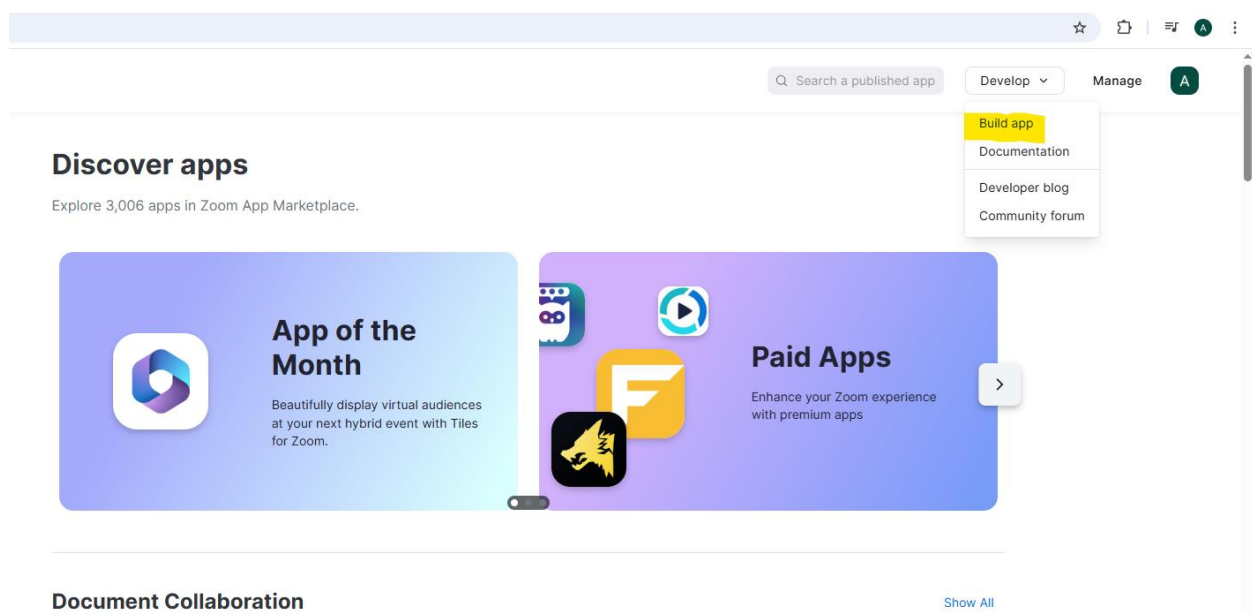 A
Search a published app
Develop
Manage
A
Build app
Documentation
Developer blog
Community forum
Discover apps
Explore 3,006 apps in Zoom App Marketplace.
App of the
Month
Beautifully display virtual audiences
at your next hybrid event with Tiles
for Zoom.
F
Paid Apps
Enhance your Zoom experience
with premium apps
Document Collaboration
Show All